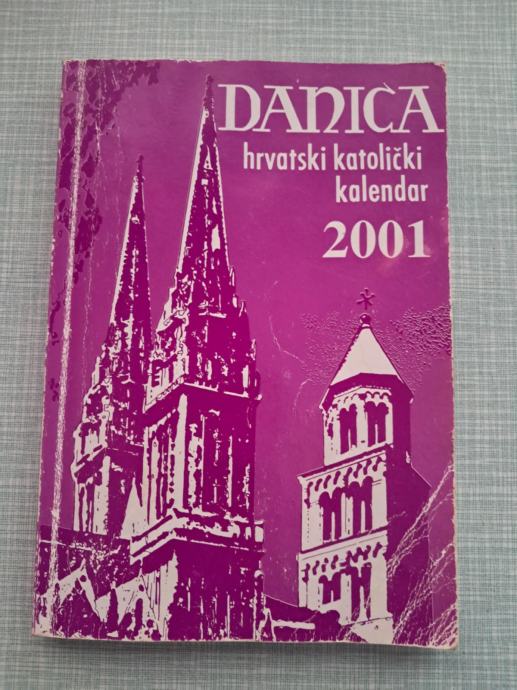 DANICA
hrvatski katolički
kalendar
2001